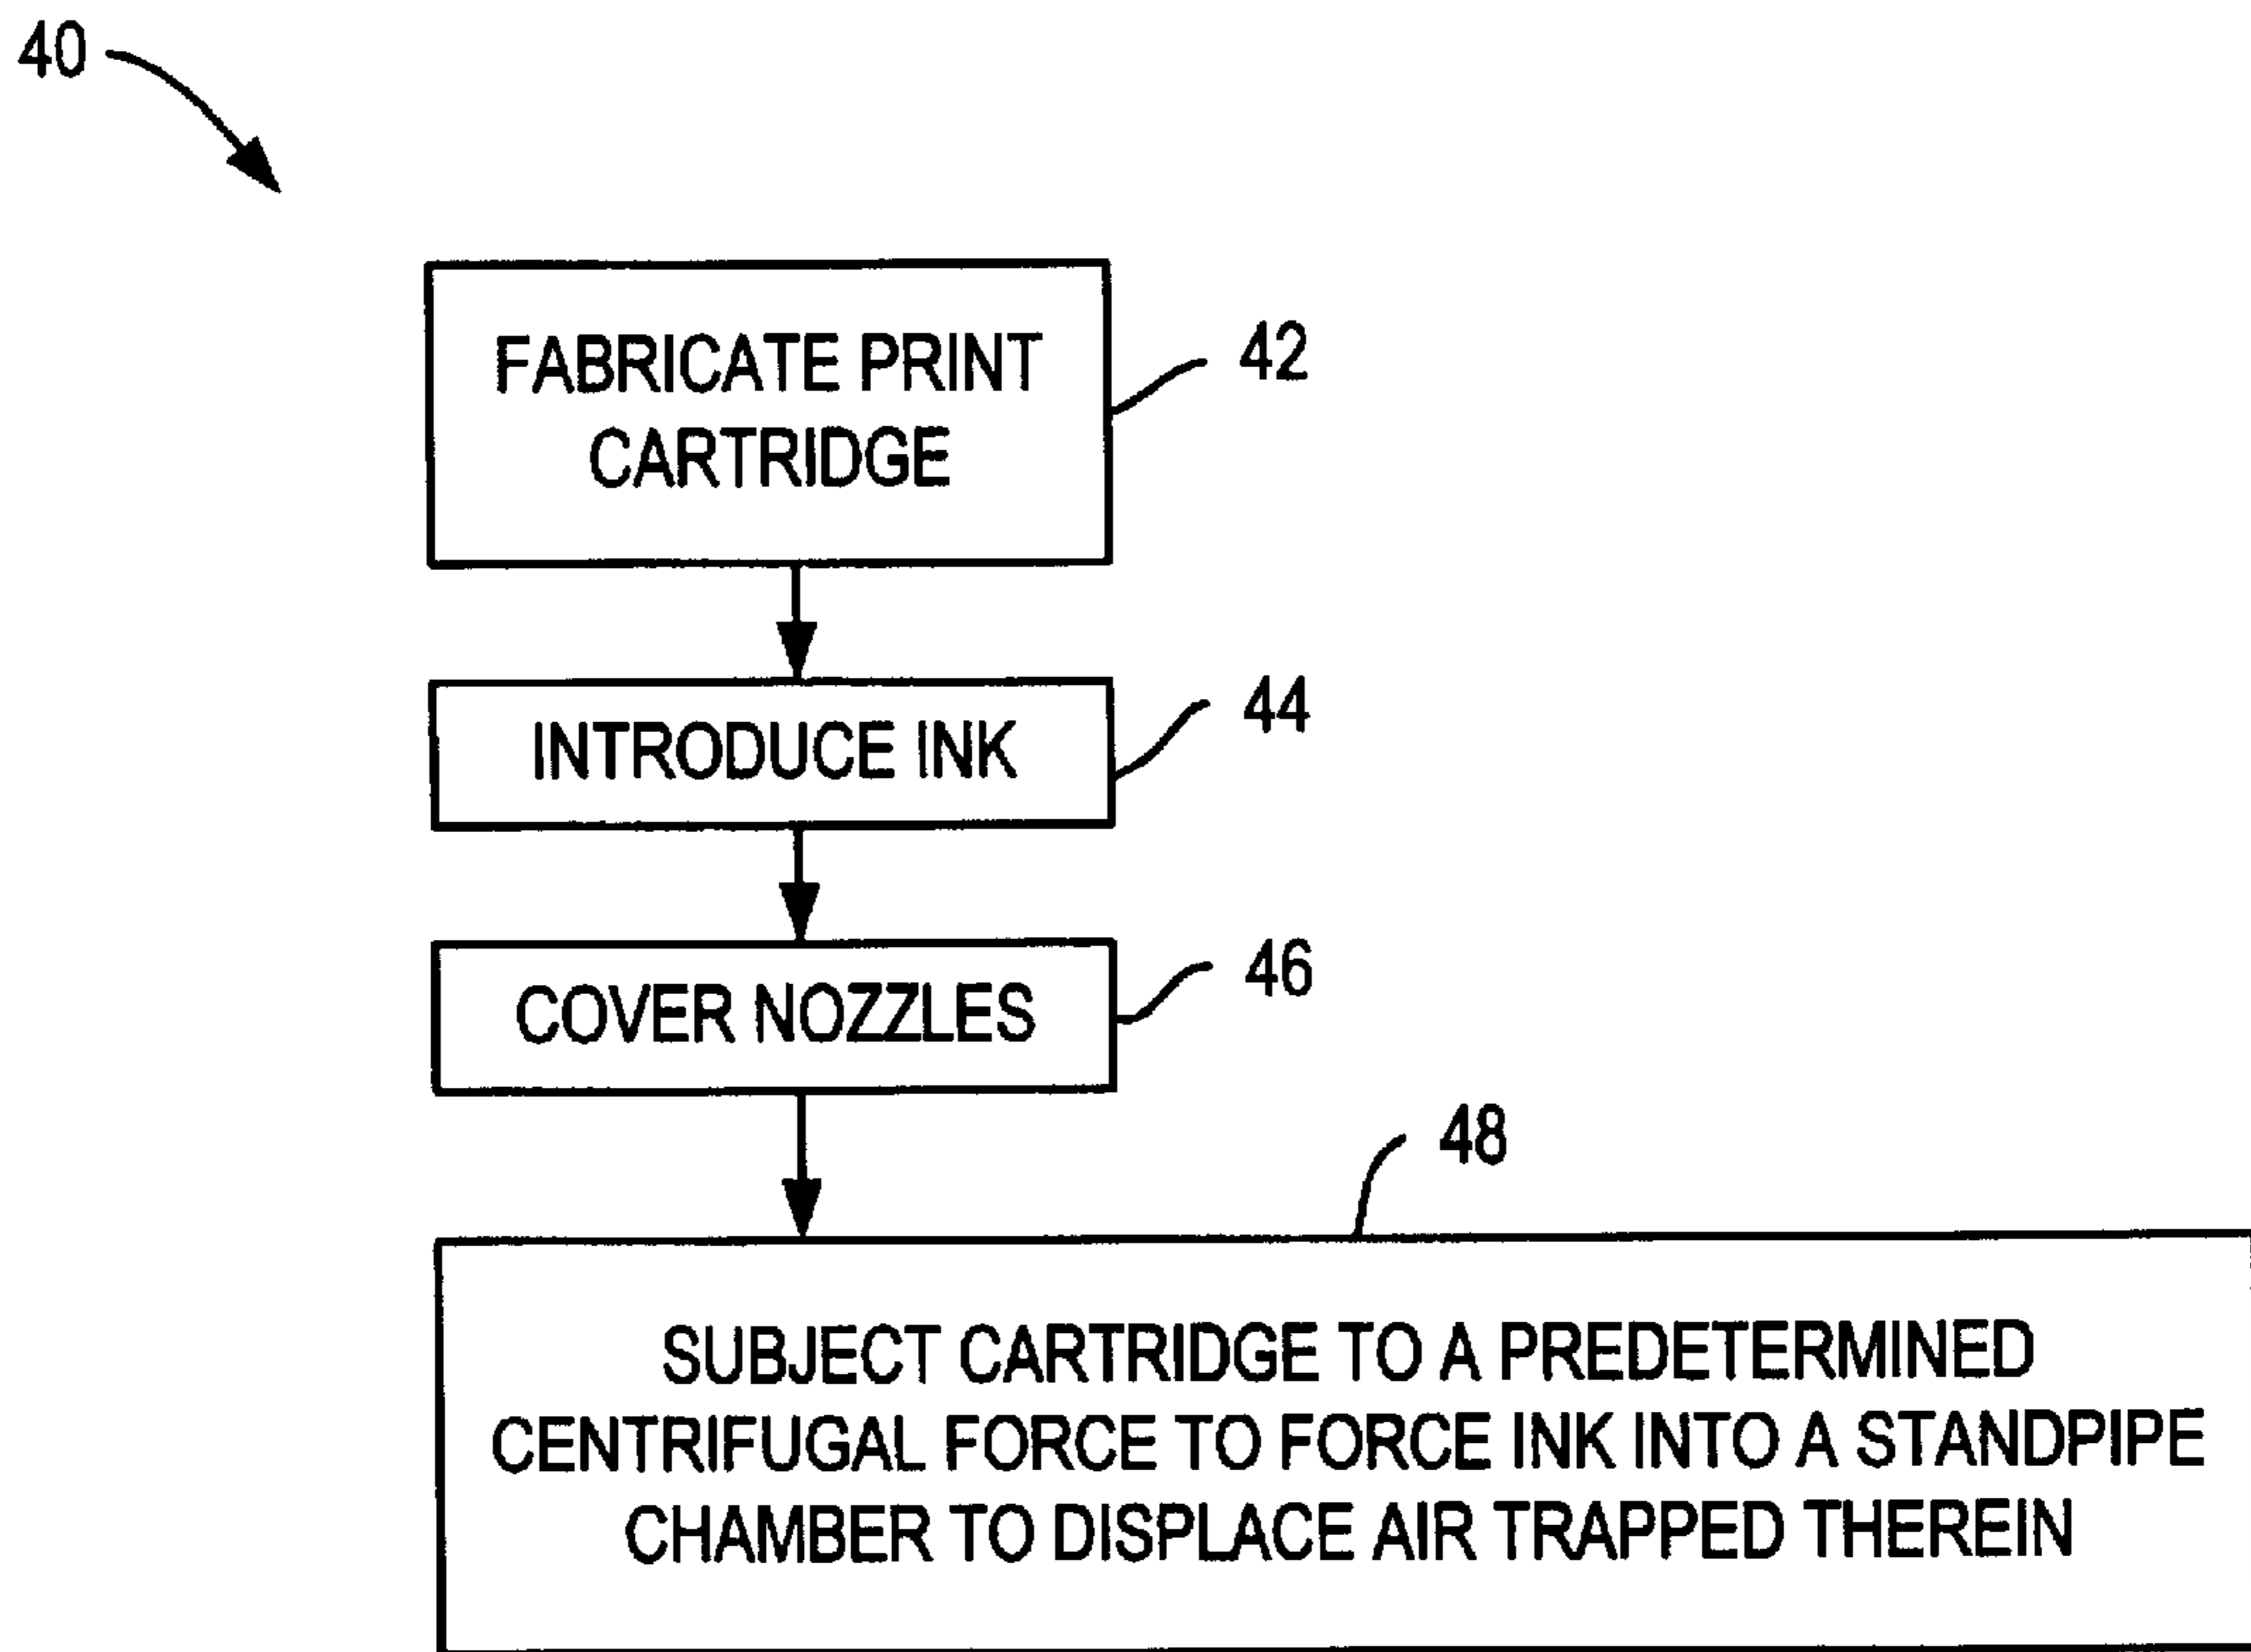 40
FABRICATE PRINT
CARTRIDGE
42
INTRODUCE INK
44
COVER NOZZLES
46
48
SUBJECT CARTRIDGE TO A PREDETERMINED
CENTRIFUGAL FORCE TO FORCE INK INTO A STANDPIPE
CHAMBER TO DISPLACE AIR TRAPPED THEREIN